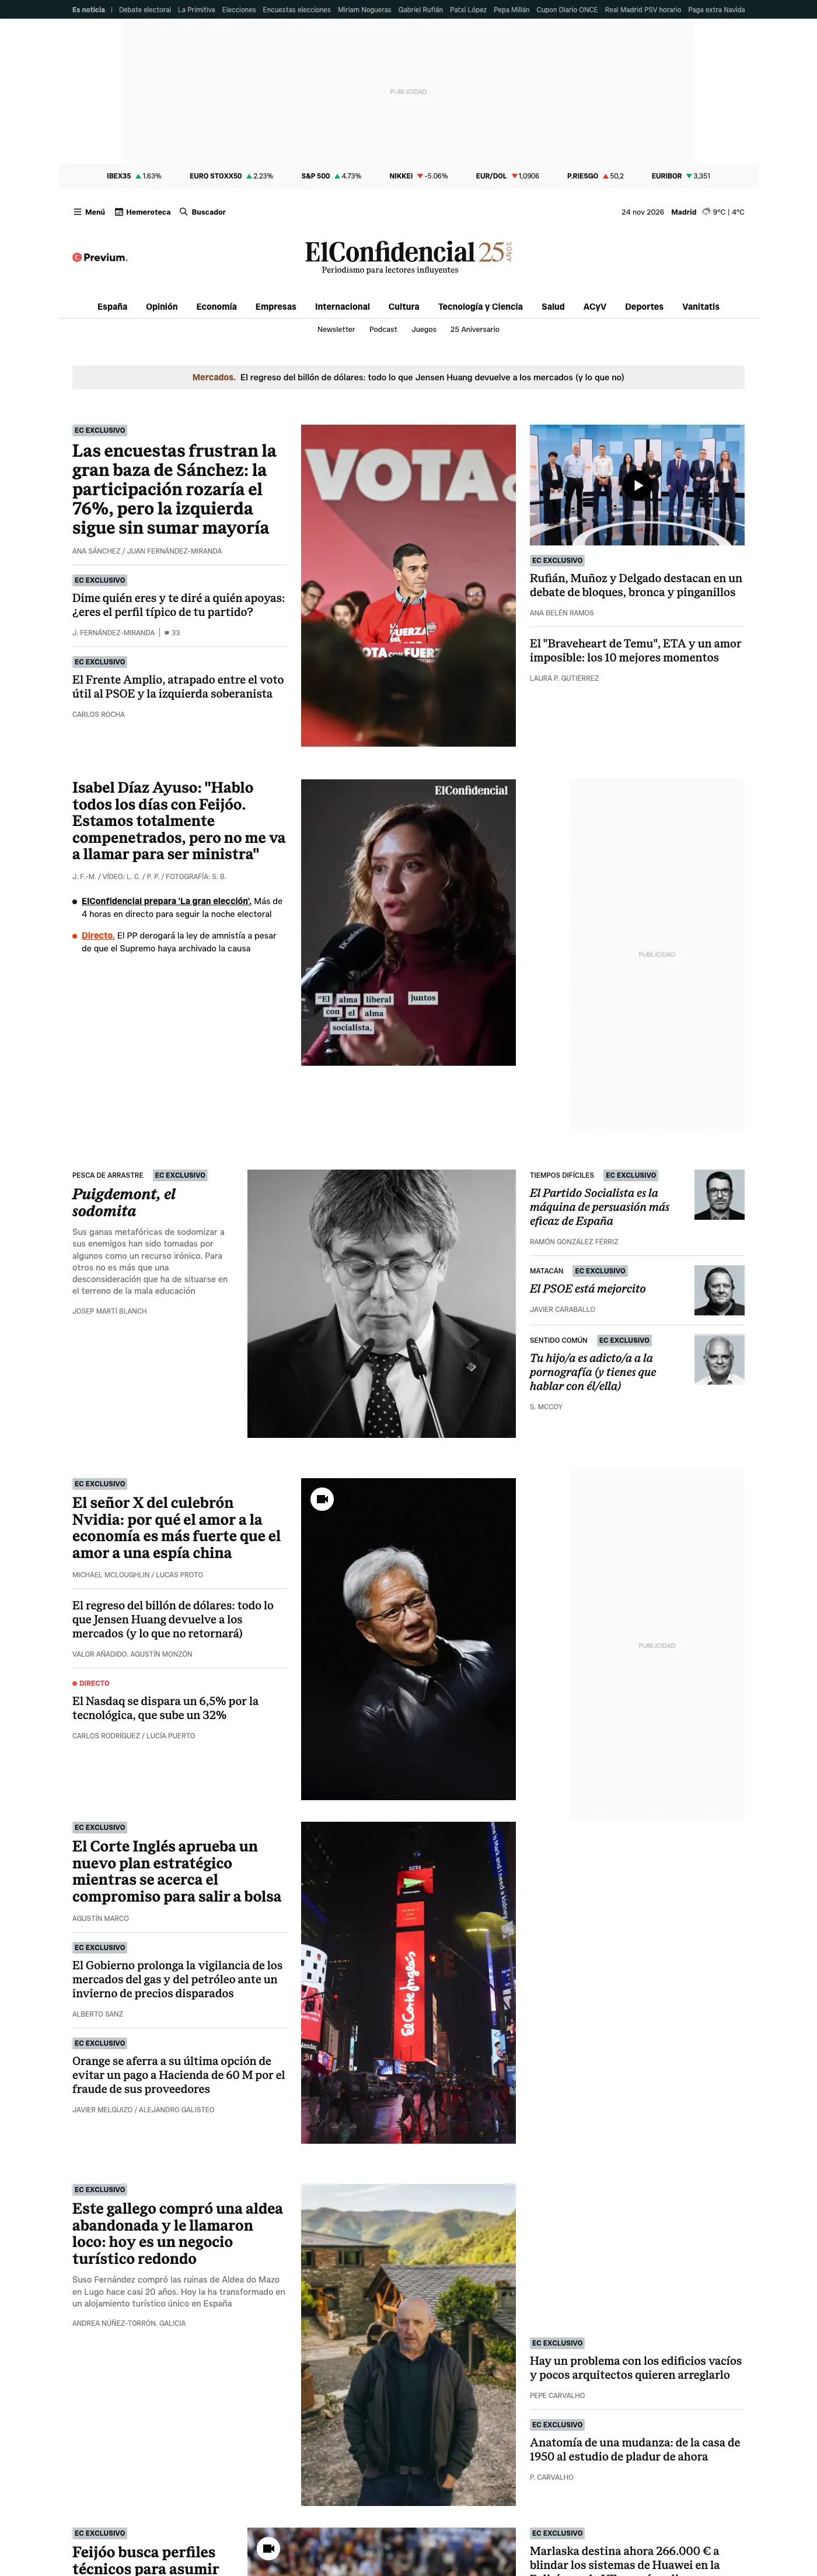 Es noticia | Debate electoral La Primitiva Elecciones Encuestas elecciones Miriam Nogueras Gabriel Rufián Patxi López Pepa Millán Cupon Diario ONCE Real Madrid PSV horario Paga extra Navida
PUBLICIDAD
IBEX35 1.63% EURO STOXX50 2.23% S&P 500 4.73% NIKKEI -5.06% EUR/DOL 1,0906 P.RIESGO 50,2 EURIBOR 3,351
Menú Hemeroteca Buscador 24 nov 2026 Madrid 9°C | 4°C
Previum.
ElConfidencial 25 AÑOS
Periodismo para lectores influyentes
España Opinión Economía Empresas Internacional Cultura Tecnología y Ciencia Salud ACyV Deportes Vanitatis
Newsletter Podcast Juegos 25 Aniversario
Mercados. El regreso del billón de dólares: todo lo que Jensen Huang devuelve a los mercados (y lo que no)
EC EXCLUSIVO
Las encuestas frustran la
gran baza de Sánchez: la
participación rozaría el
76%, pero la izquierda
sigue sin sumar mayoría
ANA SÁNCHEZ / JUAN FERNÁNDEZ-MIRANDA
EC EXCLUSIVO
Dime quién eres y te diré a quién apoyas:
¿eres el perfil típico de tu partido?
J. FERNÁNDEZ-MIRANDA | 33
EC EXCLUSIVO
El Frente Amplio, atrapado entre el voto
útil al PSOE y la izquierda soberanista
CARLOS ROCHA
VOTA
LA FUERZA
VOTA
EC EXCLUSIVO
Rufián, Muñoz y Delgado destacan en un
debate de bloques, bronca y pinganillos
ANA BELÉN RAMOS
El "Braveheart de Temu", ETA y un amor
imposible: los 10 mejores momentos
LAURA P. GUTIÉRREZ
Isabel Díaz Ayuso: "Hablo
todos los días con Feijóo.
Estamos totalmente
compenetrados, pero no me va
a llamar para ser ministra"
J. F.-M. / VÍDEO: L. C. / P. P. / FOTOGRAFÍA: S. B.
ElConfidencial prepara 'La gran elección'. Más de
4 horas en directo para seguir la noche electoral
Directo. El PP derogará la ley de amnistía a pesar
de que el Supremo haya archivado la causa
ElConfidencial
ElConfidencial
"El alma liberal juntos
con el alma
socialista,
PUBLICIDAD
PESCA DE ARRASTRE EC EXCLUSIVO
Puigdemont, el
sodomita
Sus ganas metafóricas de sodomizar a
sus enemigos han sido tomadas por
algunos como un recurso irónico. Para
otros no es más que una
desconsideración que ha de situarse en
el terreno de la mala educación
JOSEP MARTÍ BLANCH
TIEMPOS DIFÍCILES EC EXCLUSIVO
El Partido Socialista es la
máquina de persuasión más
eficaz de España
RAMÓN GONZÁLEZ FÉRRIZ
MATACÁN EC EXCLUSIVO
El PSOE está mejorcito
JAVIER CARABALLO
SENTIDO COMÚN EC EXCLUSIVO
Tu hijo/a es adicto/a a la
pornografía (y tienes que
hablar con él/ella)
S. MCCOY
EC EXCLUSIVO
El señor X del culebrón
Nvidia: por qué el amor a la
economía es más fuerte que el
amor a una espía china
MICHAEL MCLOUGHLIN / LUCAS PROTO
El regreso del billón de dólares: todo lo
que Jensen Huang devuelve a los
mercados (y lo que no retornará)
VALOR AÑADIDO. AGUSTÍN MONZÓN
DIRECTO
El Nasdaq se dispara un 6,5% por la
tecnológica, que sube un 32%
CARLOS RODRÍGUEZ / LUCÍA PUERTO
PUBLICIDAD
EC EXCLUSIVO
El Corte Inglés aprueba un
nuevo plan estratégico
mientras se acerca el
compromiso para salir a bolsa
AGUSTÍN MARCO
EC EXCLUSIVO
El Gobierno prolonga la vigilancia de los
mercados del gas y del petróleo ante un
invierno de precios disparados
ALBERTO SANZ
EC EXCLUSIVO
Orange se aferra a su última opción de
evitar un pago a Hacienda de 60 M por el
fraude de sus proveedores
JAVIER MELGUIZO / ALEJANDRO GALISTEO
El Corte Inglés
EC EXCLUSIVO
Este gallego compró una aldea
abandonada y le llamaron
loco: hoy es un negocio
turístico redondo
Suso Fernández compró las ruinas de Aldea do Mazo
en Lugo hace casi 20 años. Hoy la ha transformado en
un alojamiento turístico único en España
ANDREA NÚÑEZ-TORRÓN. GALICIA
EC EXCLUSIVO
Hay un problema con los edificios vacíos
y pocos arquitectos quieren arreglarlo
PEPE CARVALHO
EC EXCLUSIVO
Anatomía de una mudanza: de la casa de
1950 al estudio de pladur de ahora
P. CARVALHO
EC EXCLUSIVO
Feijóo busca perfiles
técnicos para asumir
EC EXCLUSIVO
Marlaska destina ahora 266.000 € a
blindar los sistemas de Huawei en la